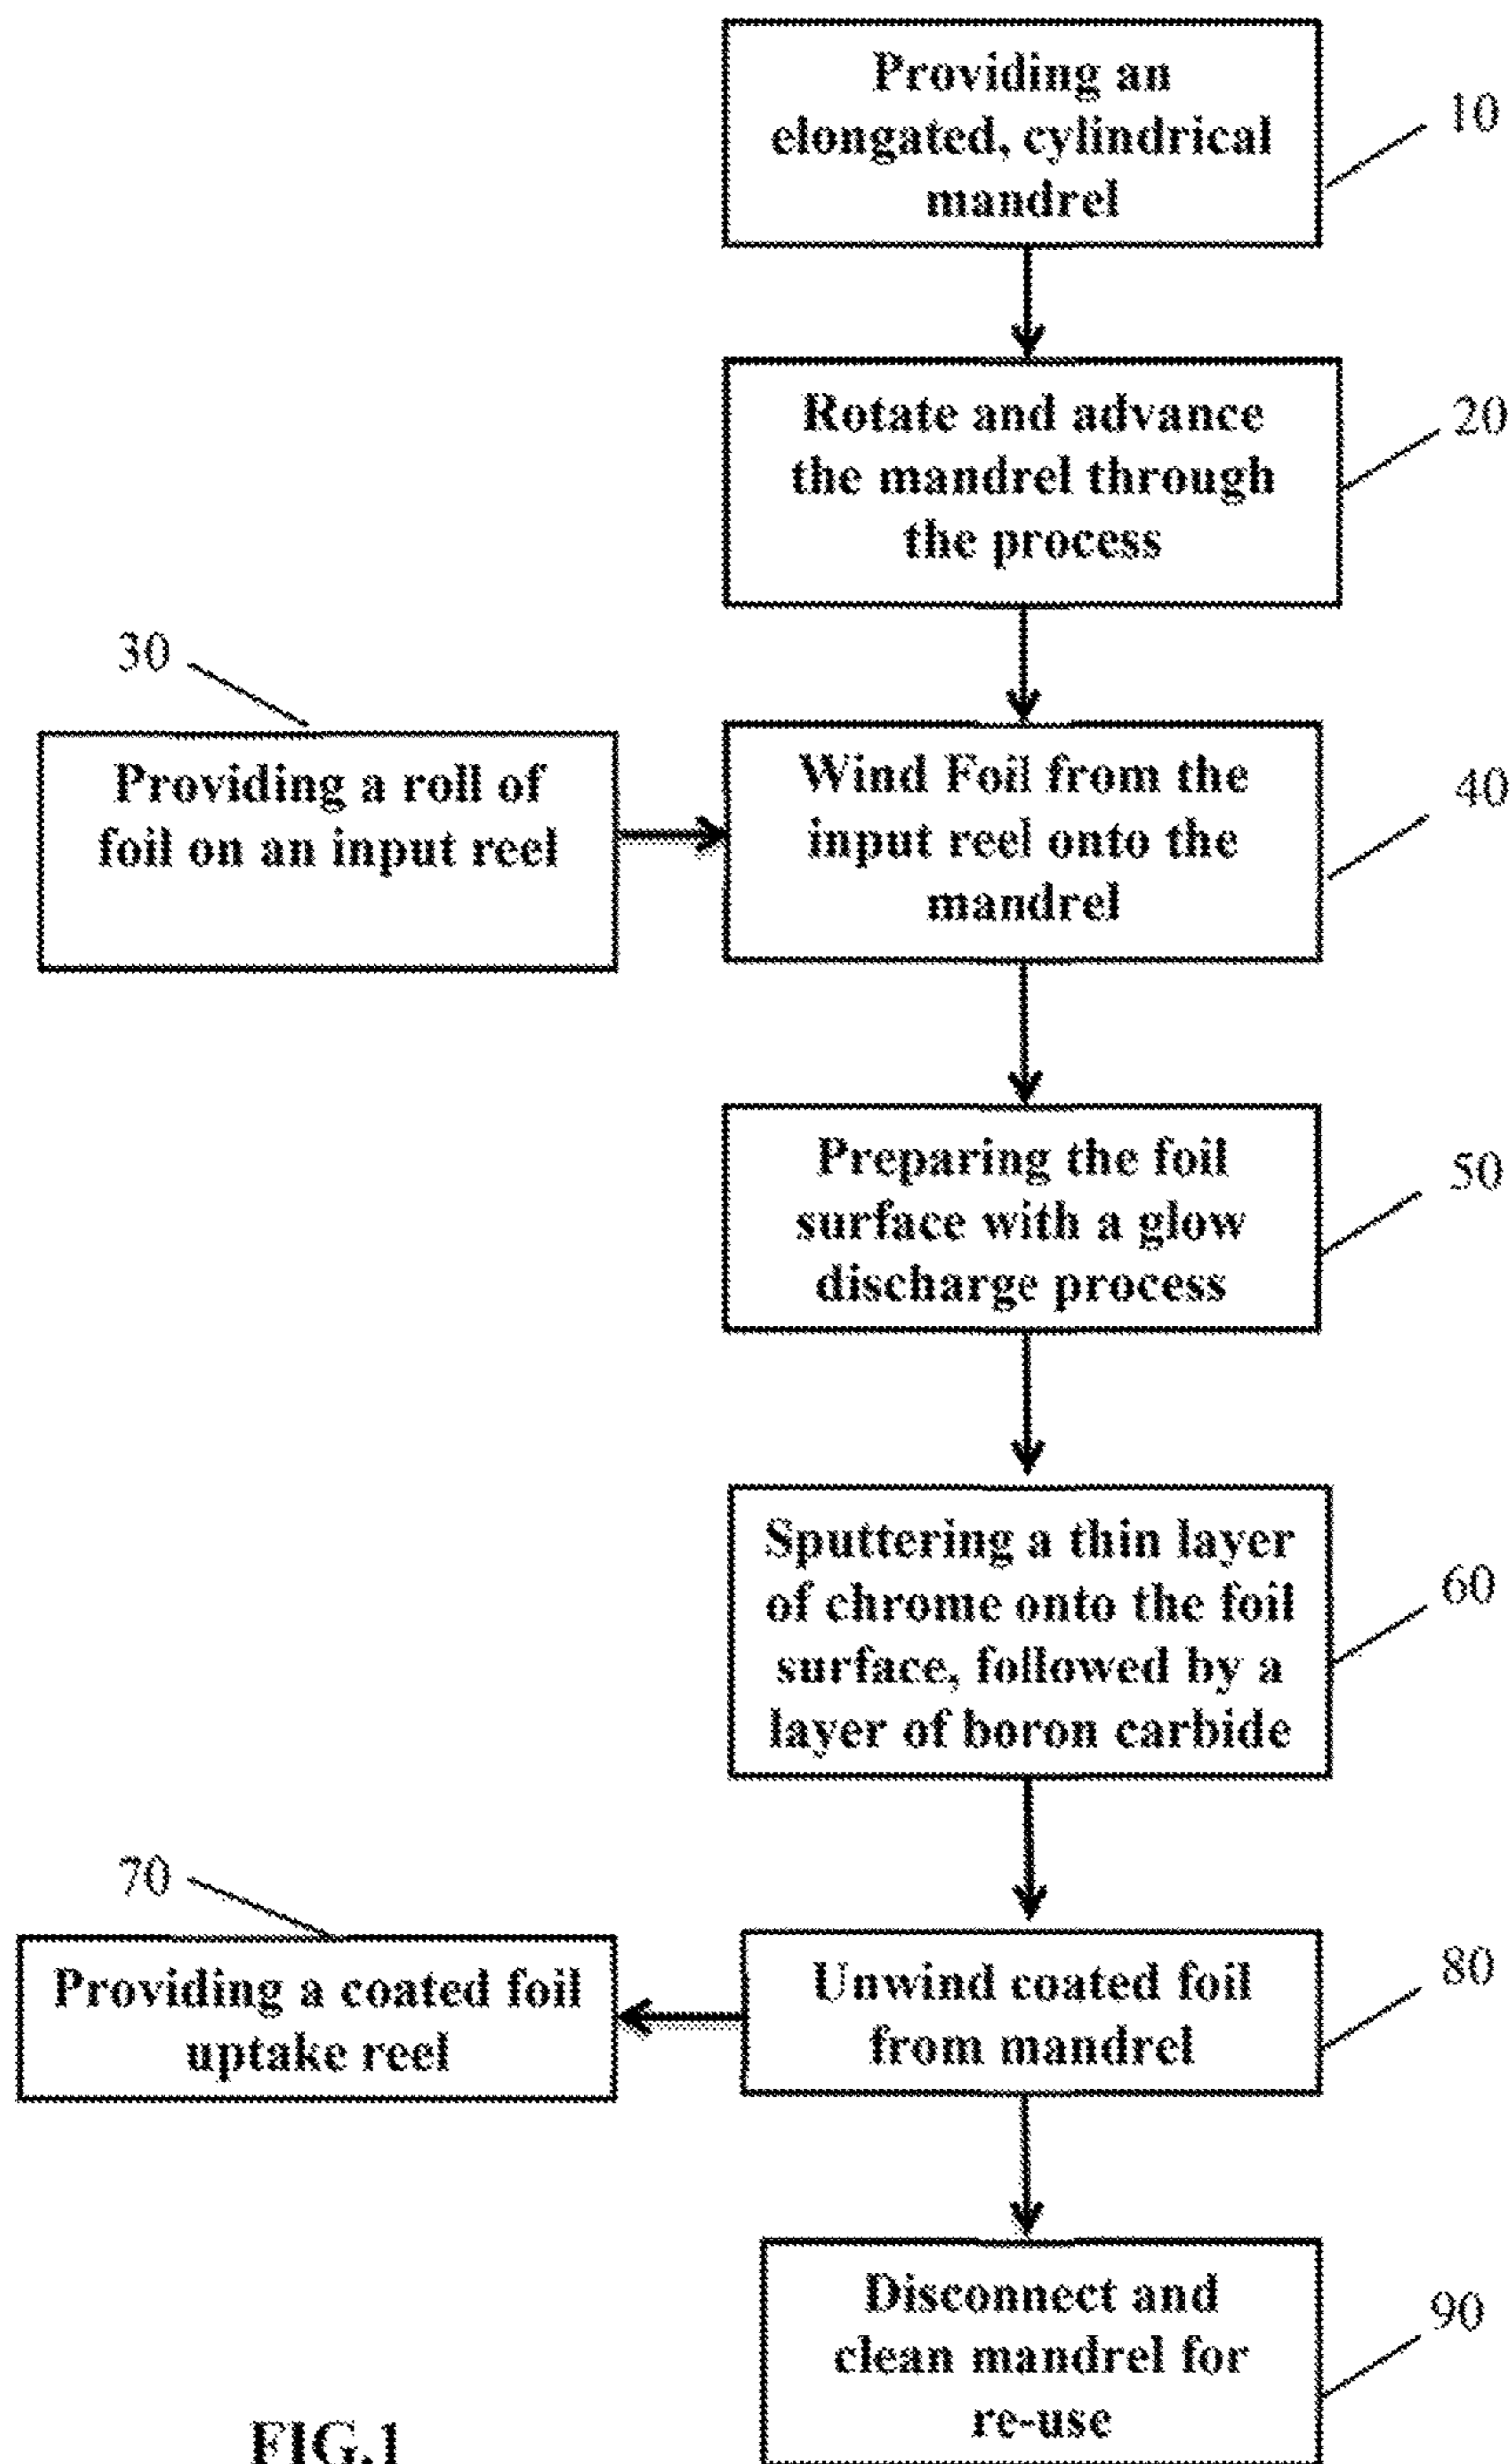 Providing an
elongated, cylindrical
mandrel
10
Rotate and advance
the mandrel through
the process
20
30
Providing a roll of
foil on an input reel
Wind Foil from the
input reel onto the
mandrel
40
Preparing the foil
surface with a glow
discharge process
50
Sputtering a thin layer
of chrome onto the foil
surface, followed by a
layer of boron carbide
60
70
Providing a coated foil
uptake reel
Unwind coated foil
from mandrel
80
Disconnect and
clean mandrel for
re-use
90
FIG.1